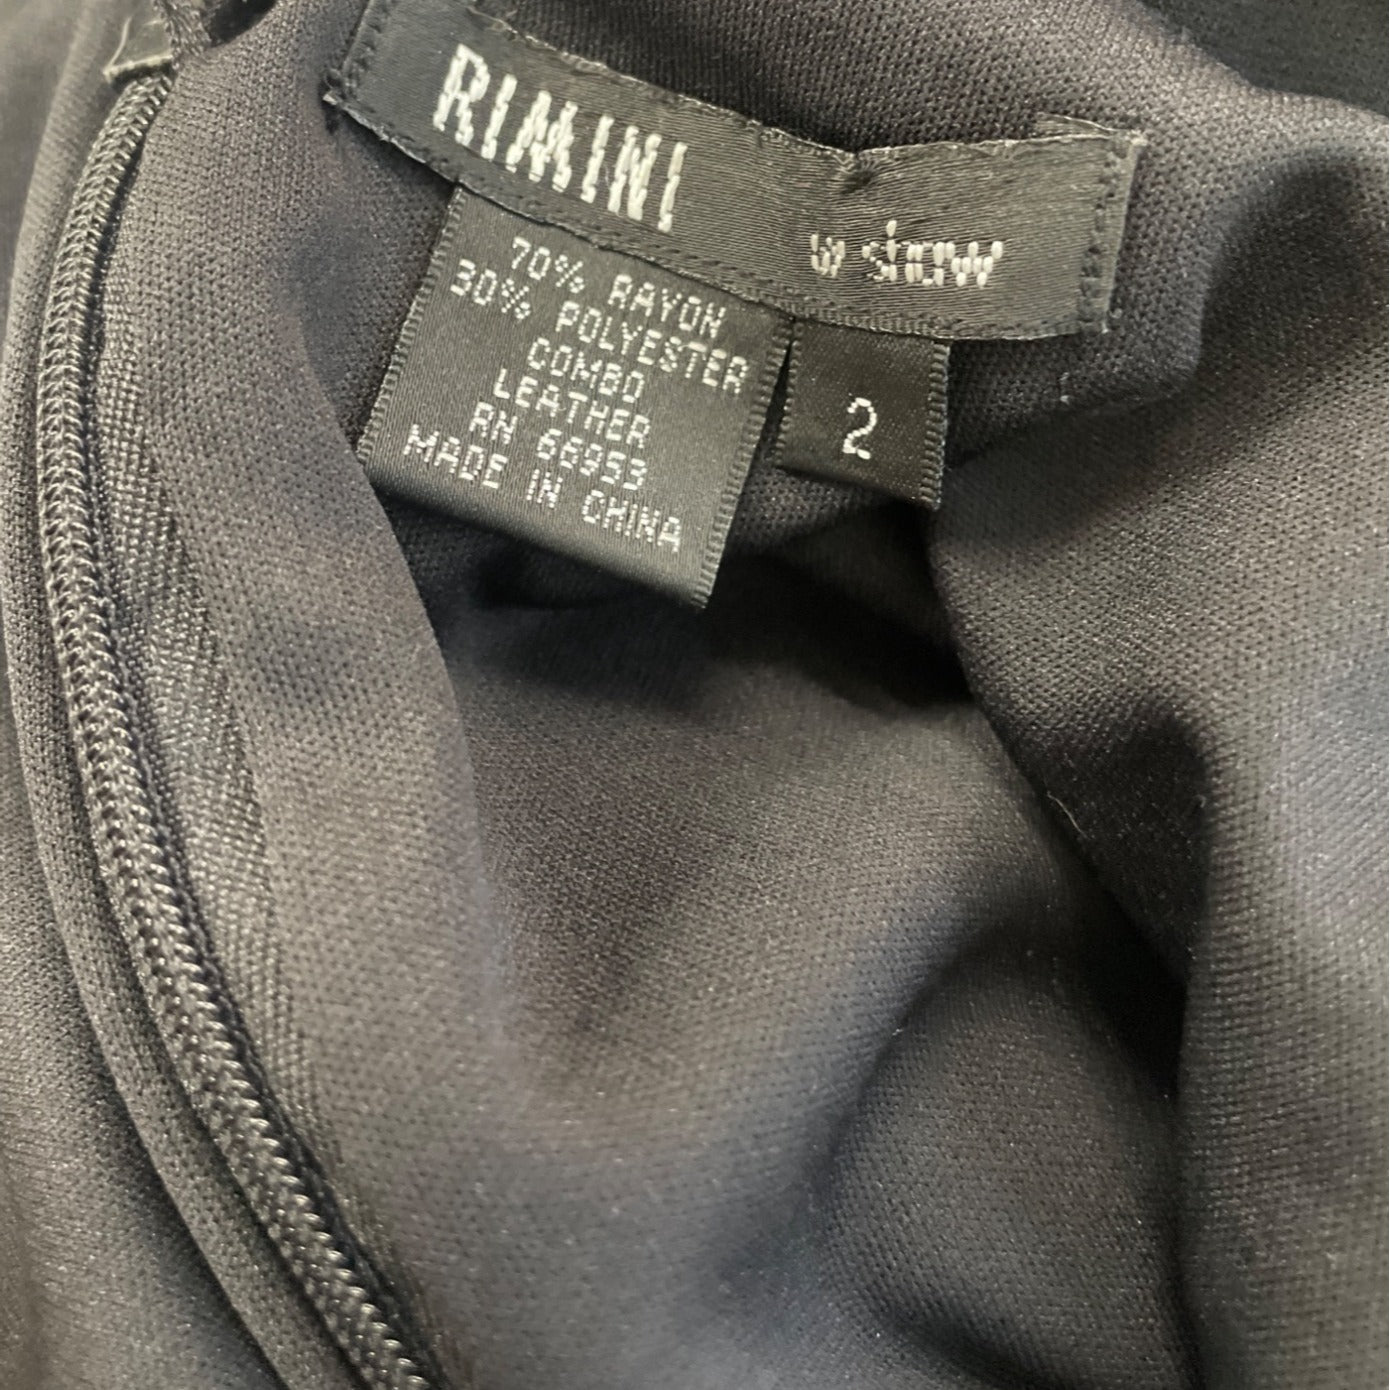 RIMINI
by shaw
70% RAYON
30% POLYESTER
COMBO
LEATHER
RN 66953
MADE IN CHINA
2